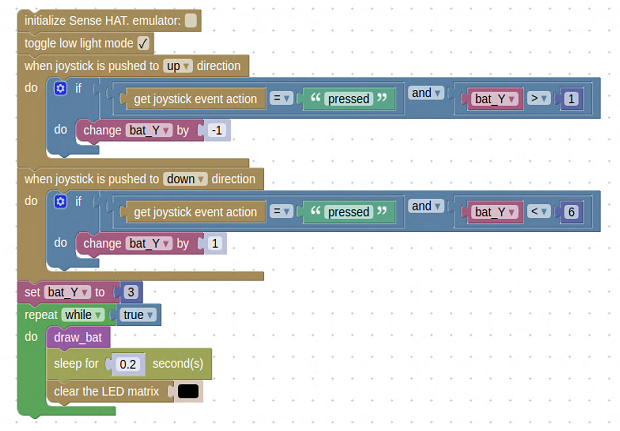 initialize Sense HAT. emulator:
toggle low light mode ✓
when joystick is pushed to up ▾ direction
do if get joystick event action = ▾ “ pressed ” and ▾ bat_Y ▾ > ▾ 1
do change bat_Y ▾ by -1
when joystick is pushed to down ▾ direction
do if get joystick event action = ▾ “ pressed ” and ▾ bat_Y ▾ < ▾ 6
do change bat_Y ▾ by 1
set bat_Y ▾ to 3
repeat while ▾ true ▾
do draw_bat
sleep for 0.2 second(s)
clear the LED matrix